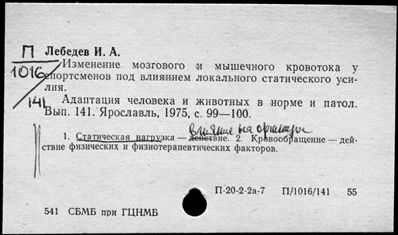 П Лебедев И. А.
1016 Изменение мозгового и мышечного кровотока у
141 спортсменов под влиянием локального статического уси-
лия.
Адаптация человека и животных в норме и патол.
Вып. 141. Ярославль, 1975, с. 99—100.
влияние на организм
1. Статическая нагрузка — действие. 2. Кровообращение — дей-
ствие физических и физиотерапевтических факторов.
П-20-2-2а-7 П/1016/141 55
541 СБМБ при ГЦНМБ